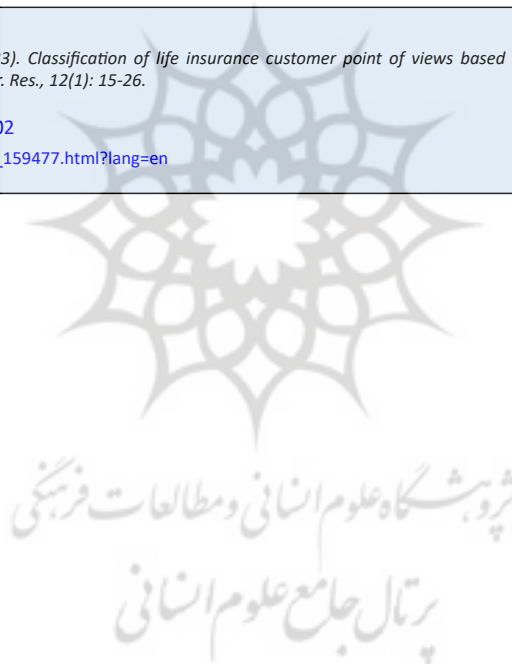 3). Classification of life insurance customer point of views based
. Res., 12(1): 15-26.
02
_159477.html?lang=en
پژوهشگاه علوم انسانی و مطالعات فرهنگی
پرتال جامع علوم انسانی